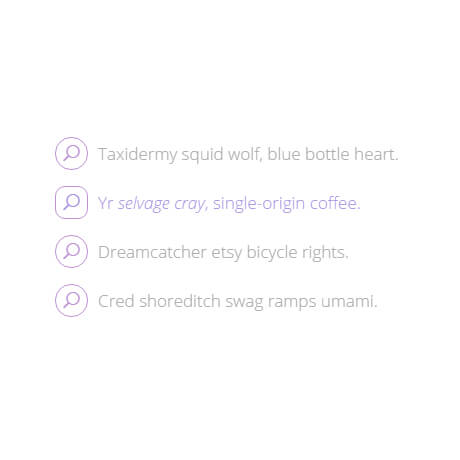 Taxidermy squid wolf, blue bottle heart.
Yr selvage cray, single-origin coffee.
Dreamcatcher etsy bicycle rights.
Cred shoreditch swag ramps umami.